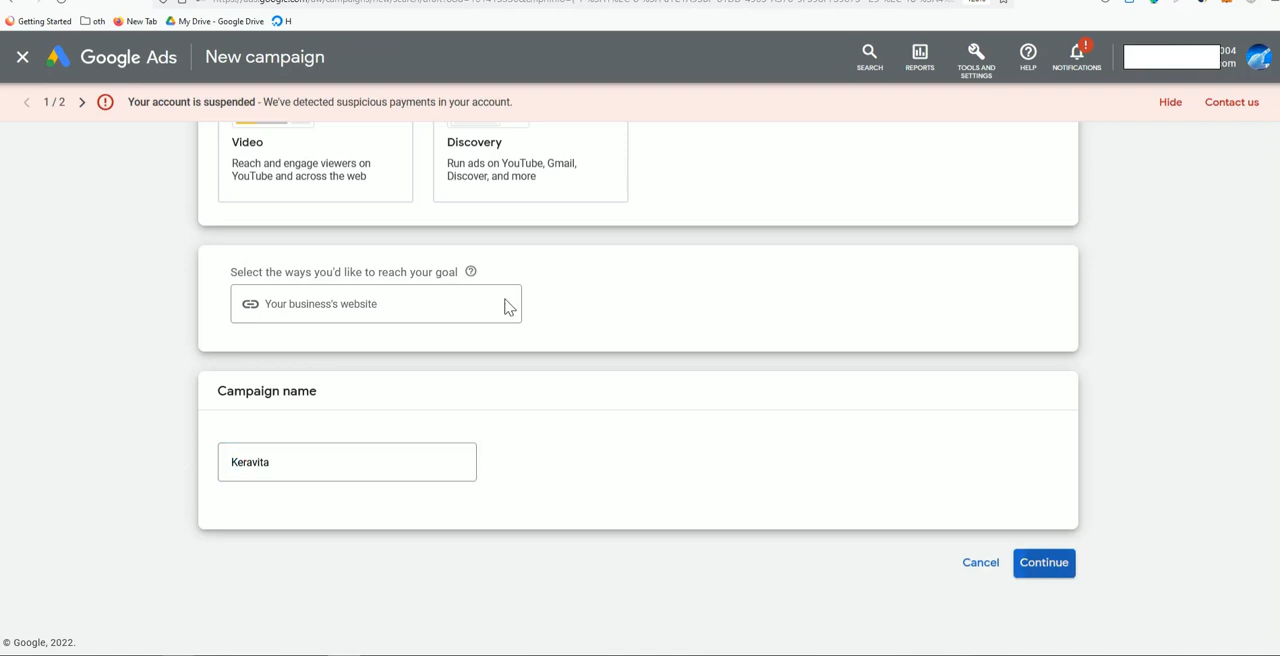 Getting Started oth New Tab My Drive - Google Drive H
Google Ads New campaign
SEARCH REPORTS TOOLS AND SETTINGS HELP NOTIFICATIONS
004
om
1 / 2 Your account is suspended - We've detected suspicious payments in your account. Hide Contact us
Video
Reach and engage viewers on
YouTube and across the web
Discovery
Run ads on YouTube, Gmail,
Discover, and more
Select the ways you'd like to reach your goal
Your business's website
Campaign name
Keravita
Cancel Continue
© Google, 2022.